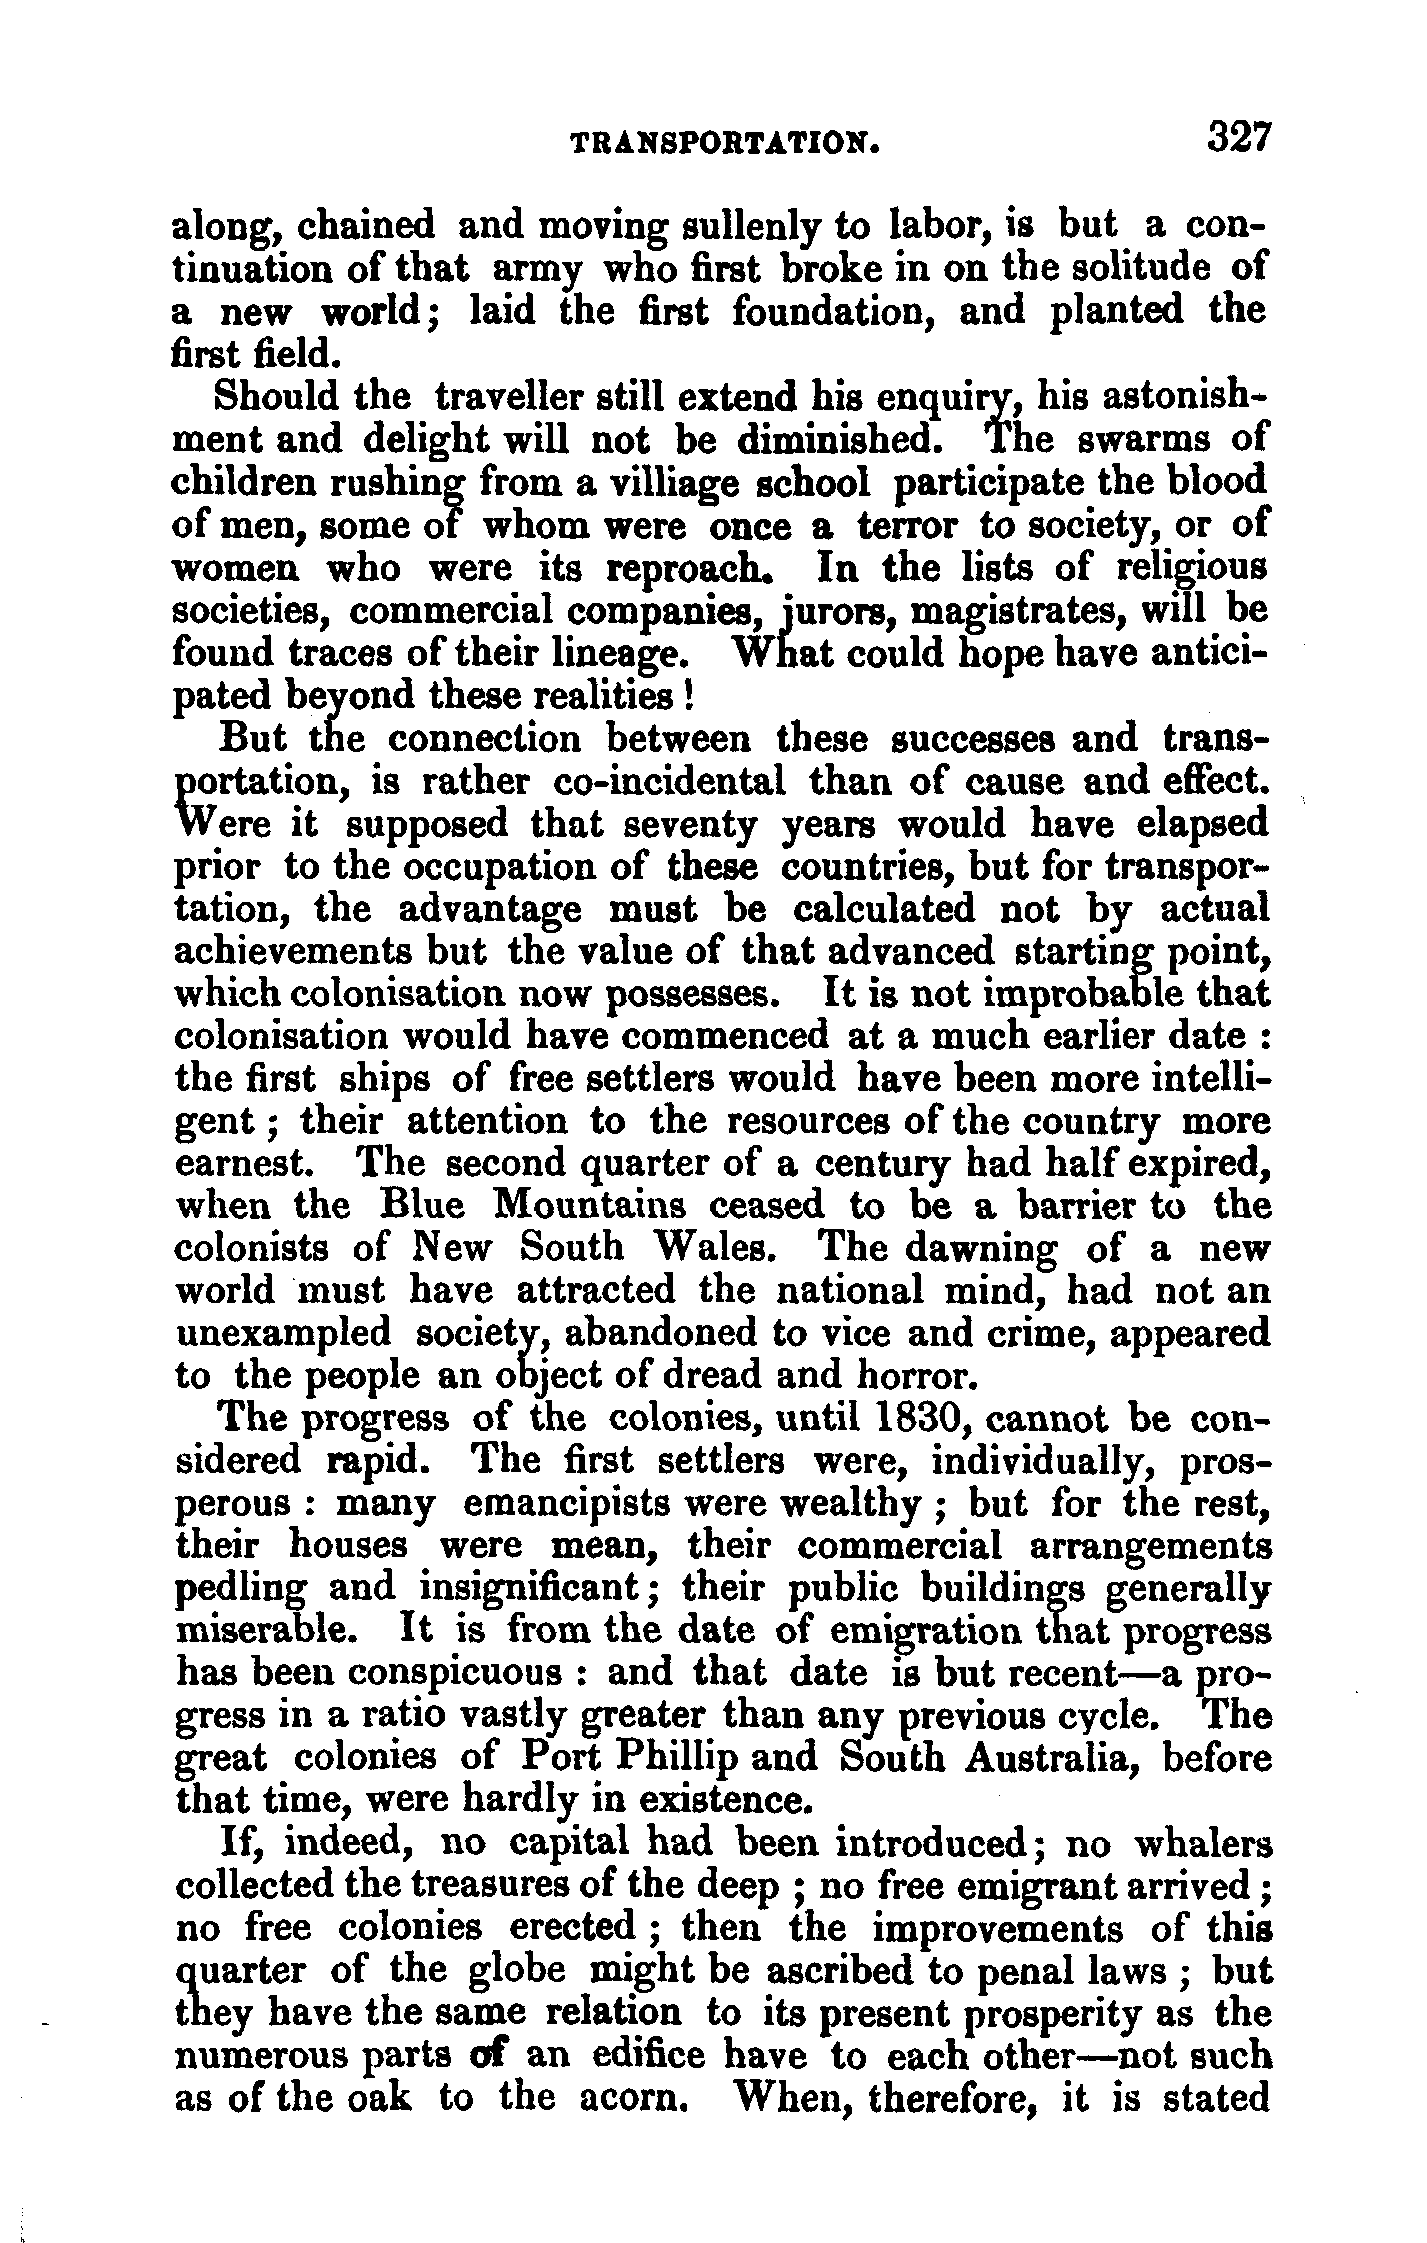 TRANSPORTATION. 327
along, chained and moving sullenly to labor, is but a con-
tinuation of that army who first broke in on the solitude of
a new world; laid the first foundation, and planted the
first field.
Should the traveller still extend his enquiry, his astonish-
ment and delight will not be diminished. The swarms of
children rushing from a villiage school participate the blood
of men, some of whom were once a terror to society, or of
women who were its reproach. In the lists of religious
societies, commercial companies, jurors, magistrates, will be
found traces of their lineage. What could hope have antici-
pated beyond these realities !
But the connection between these successes and trans-
portation, is rather co-incidental than of cause and effect.
Were it supposed that seventy years would have elapsed
prior to the occupation of these countries, but for transpor-
tation, the advantage must be calculated not by actual
achievements but the value of that advanced starting point,
which colonisation now possesses. It is not improbable that
colonisation would have commenced at a much earlier date :
the first ships of free settlers would have been more intelli-
gent ; their attention to the resources of the country more
earnest. The second quarter of a century had half expired,
when the Blue Mountains ceased to be a barrier to the
colonists of New South Wales. The dawning of a new
world must have attracted the national mind, had not an
unexampled society, abandoned to vice and crime, appeared
to the people an object of dread and horror.
The progress of the colonies, until 1830, cannot be con-
sidered rapid. The first settlers were, individually, pros-
perous : many emancipists were wealthy ; but for the rest,
their houses were mean, their commercial arrangements
pedling and insignificant; their public buildings generally
miserable. It is from the date of emigration that progress
has been conspicuous : and that date is but recent—a pro-
gress in a ratio vastly greater than any previous cycle. The
great colonies of Port Phillip and South Australia, before
that time, were hardly in existence.
If, indeed, no capital had been introduced; no whalers
collected the treasures of the deep ; no free emigrant arrived ;
no free colonies erected ; then the improvements of this
quarter of the globe might be ascribed to penal laws ; but
they have the same relation to its present prosperity as the
numerous parts of an edifice have to each other—not such
as of the oak to the acorn. When, therefore, it is stated